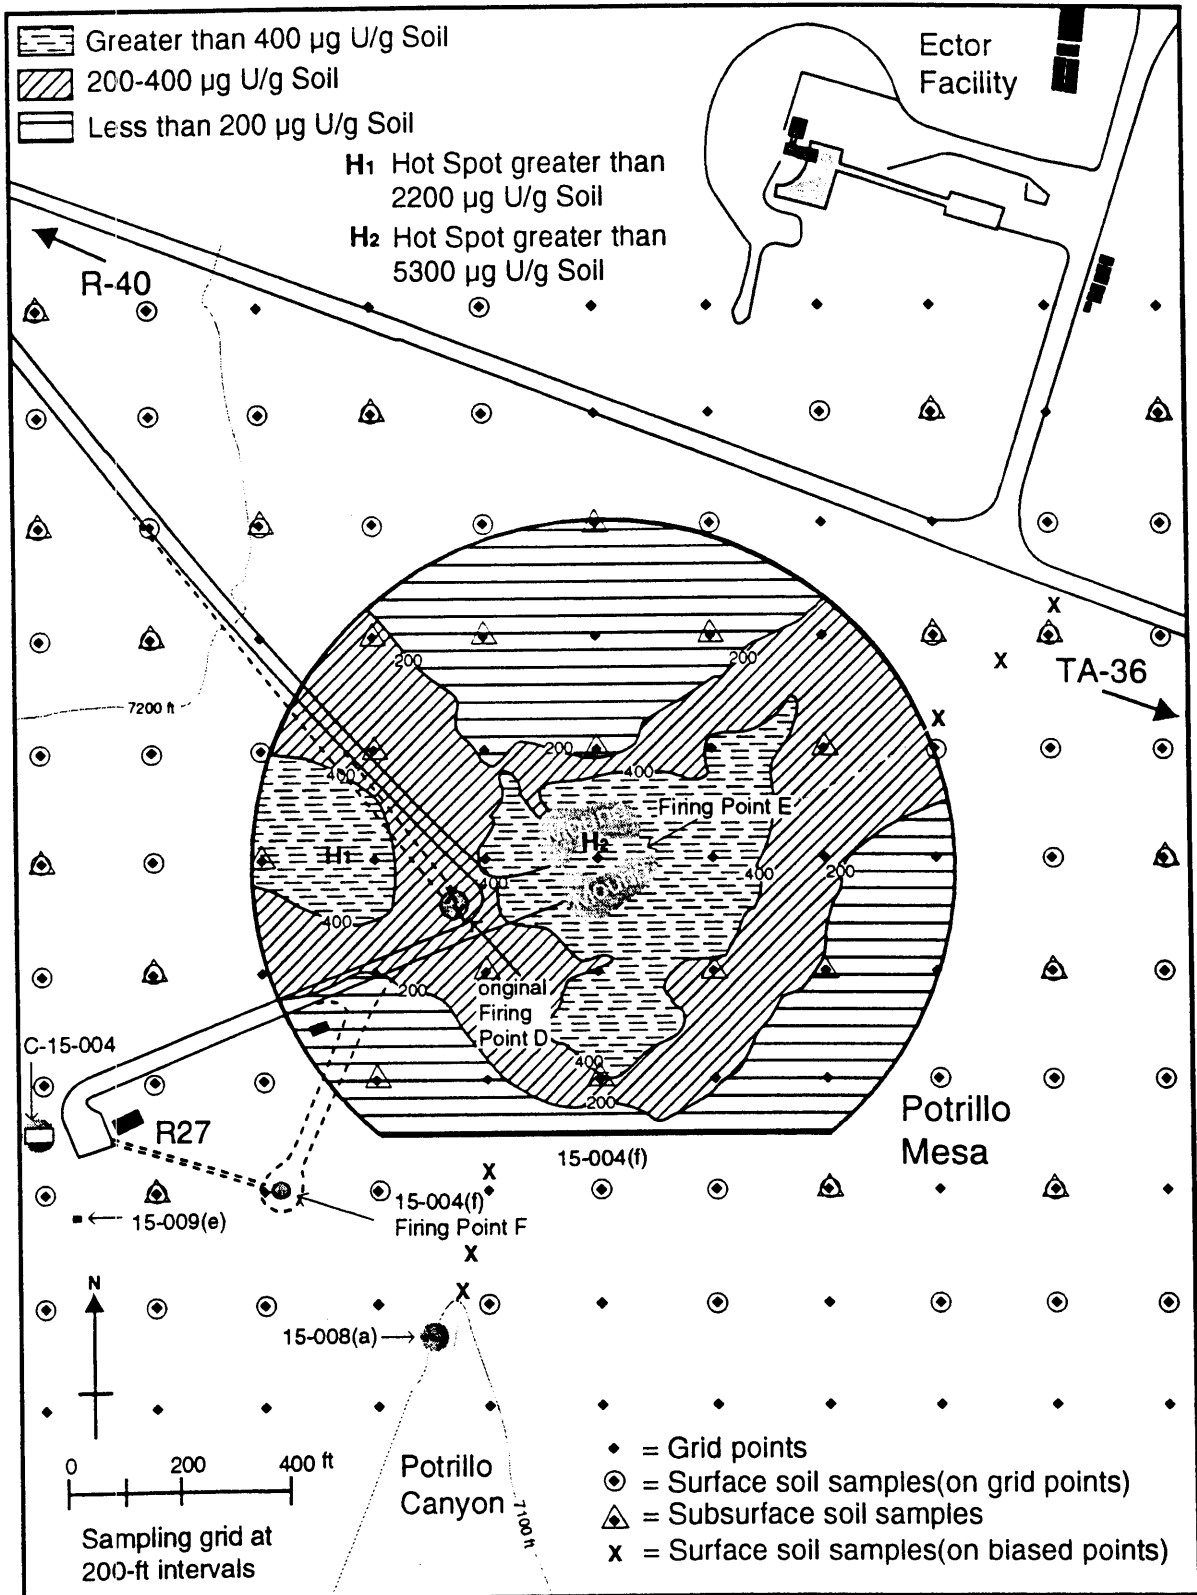 Greater than 400 µg U/g Soil
200-400 µg U/g Soil
Less than 200 µg U/g Soil
H1 Hot Spot greater than
2200 µg U/g Soil
H2 Hot Spot greater than
5300 µg U/g Soil
Ector
Facility
R-40
TA-36
7200 ft
200
200
200
400
400
Firing Point E
H1
H2
400
400
200
400
200
original
Firing
Point D
400
200
C-15-004
R27
Potrillo
Mesa
15-004(f)
15-004(f)
Firing Point F
15-009(e)
N
15-008(a)
0 200 400 ft
Sampling grid at
200-ft intervals
Potrillo
Canyon
7100 ft
= Grid points
= Surface soil samples(on grid points)
= Subsurface soil samples
x = Surface soil samples(on biased points)
x
x
x
x
x
x